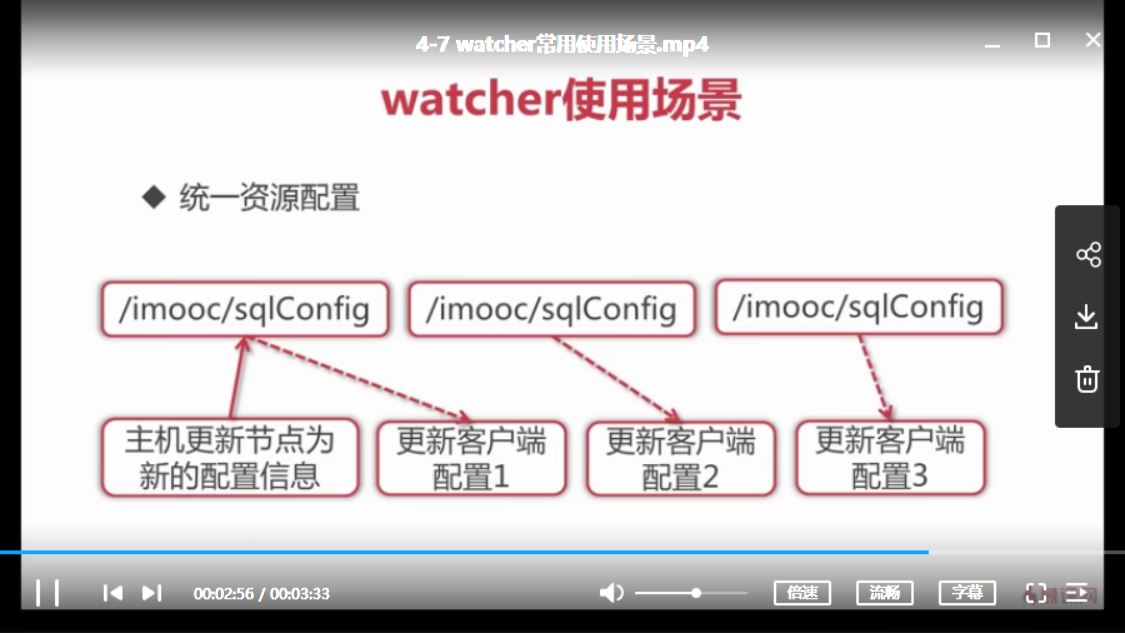 4-7 watcher常用使用场景.mp4
watcher使用场景
统一资源配置
/imooc/sqlConfig
/imooc/sqlConfig
/imooc/sqlConfig
主机更新节点为
新的配置信息
更新客户端
配置1
更新客户端
配置2
更新客户端
配置3
00:02:56 / 00:03:33
倍速
流畅
字幕